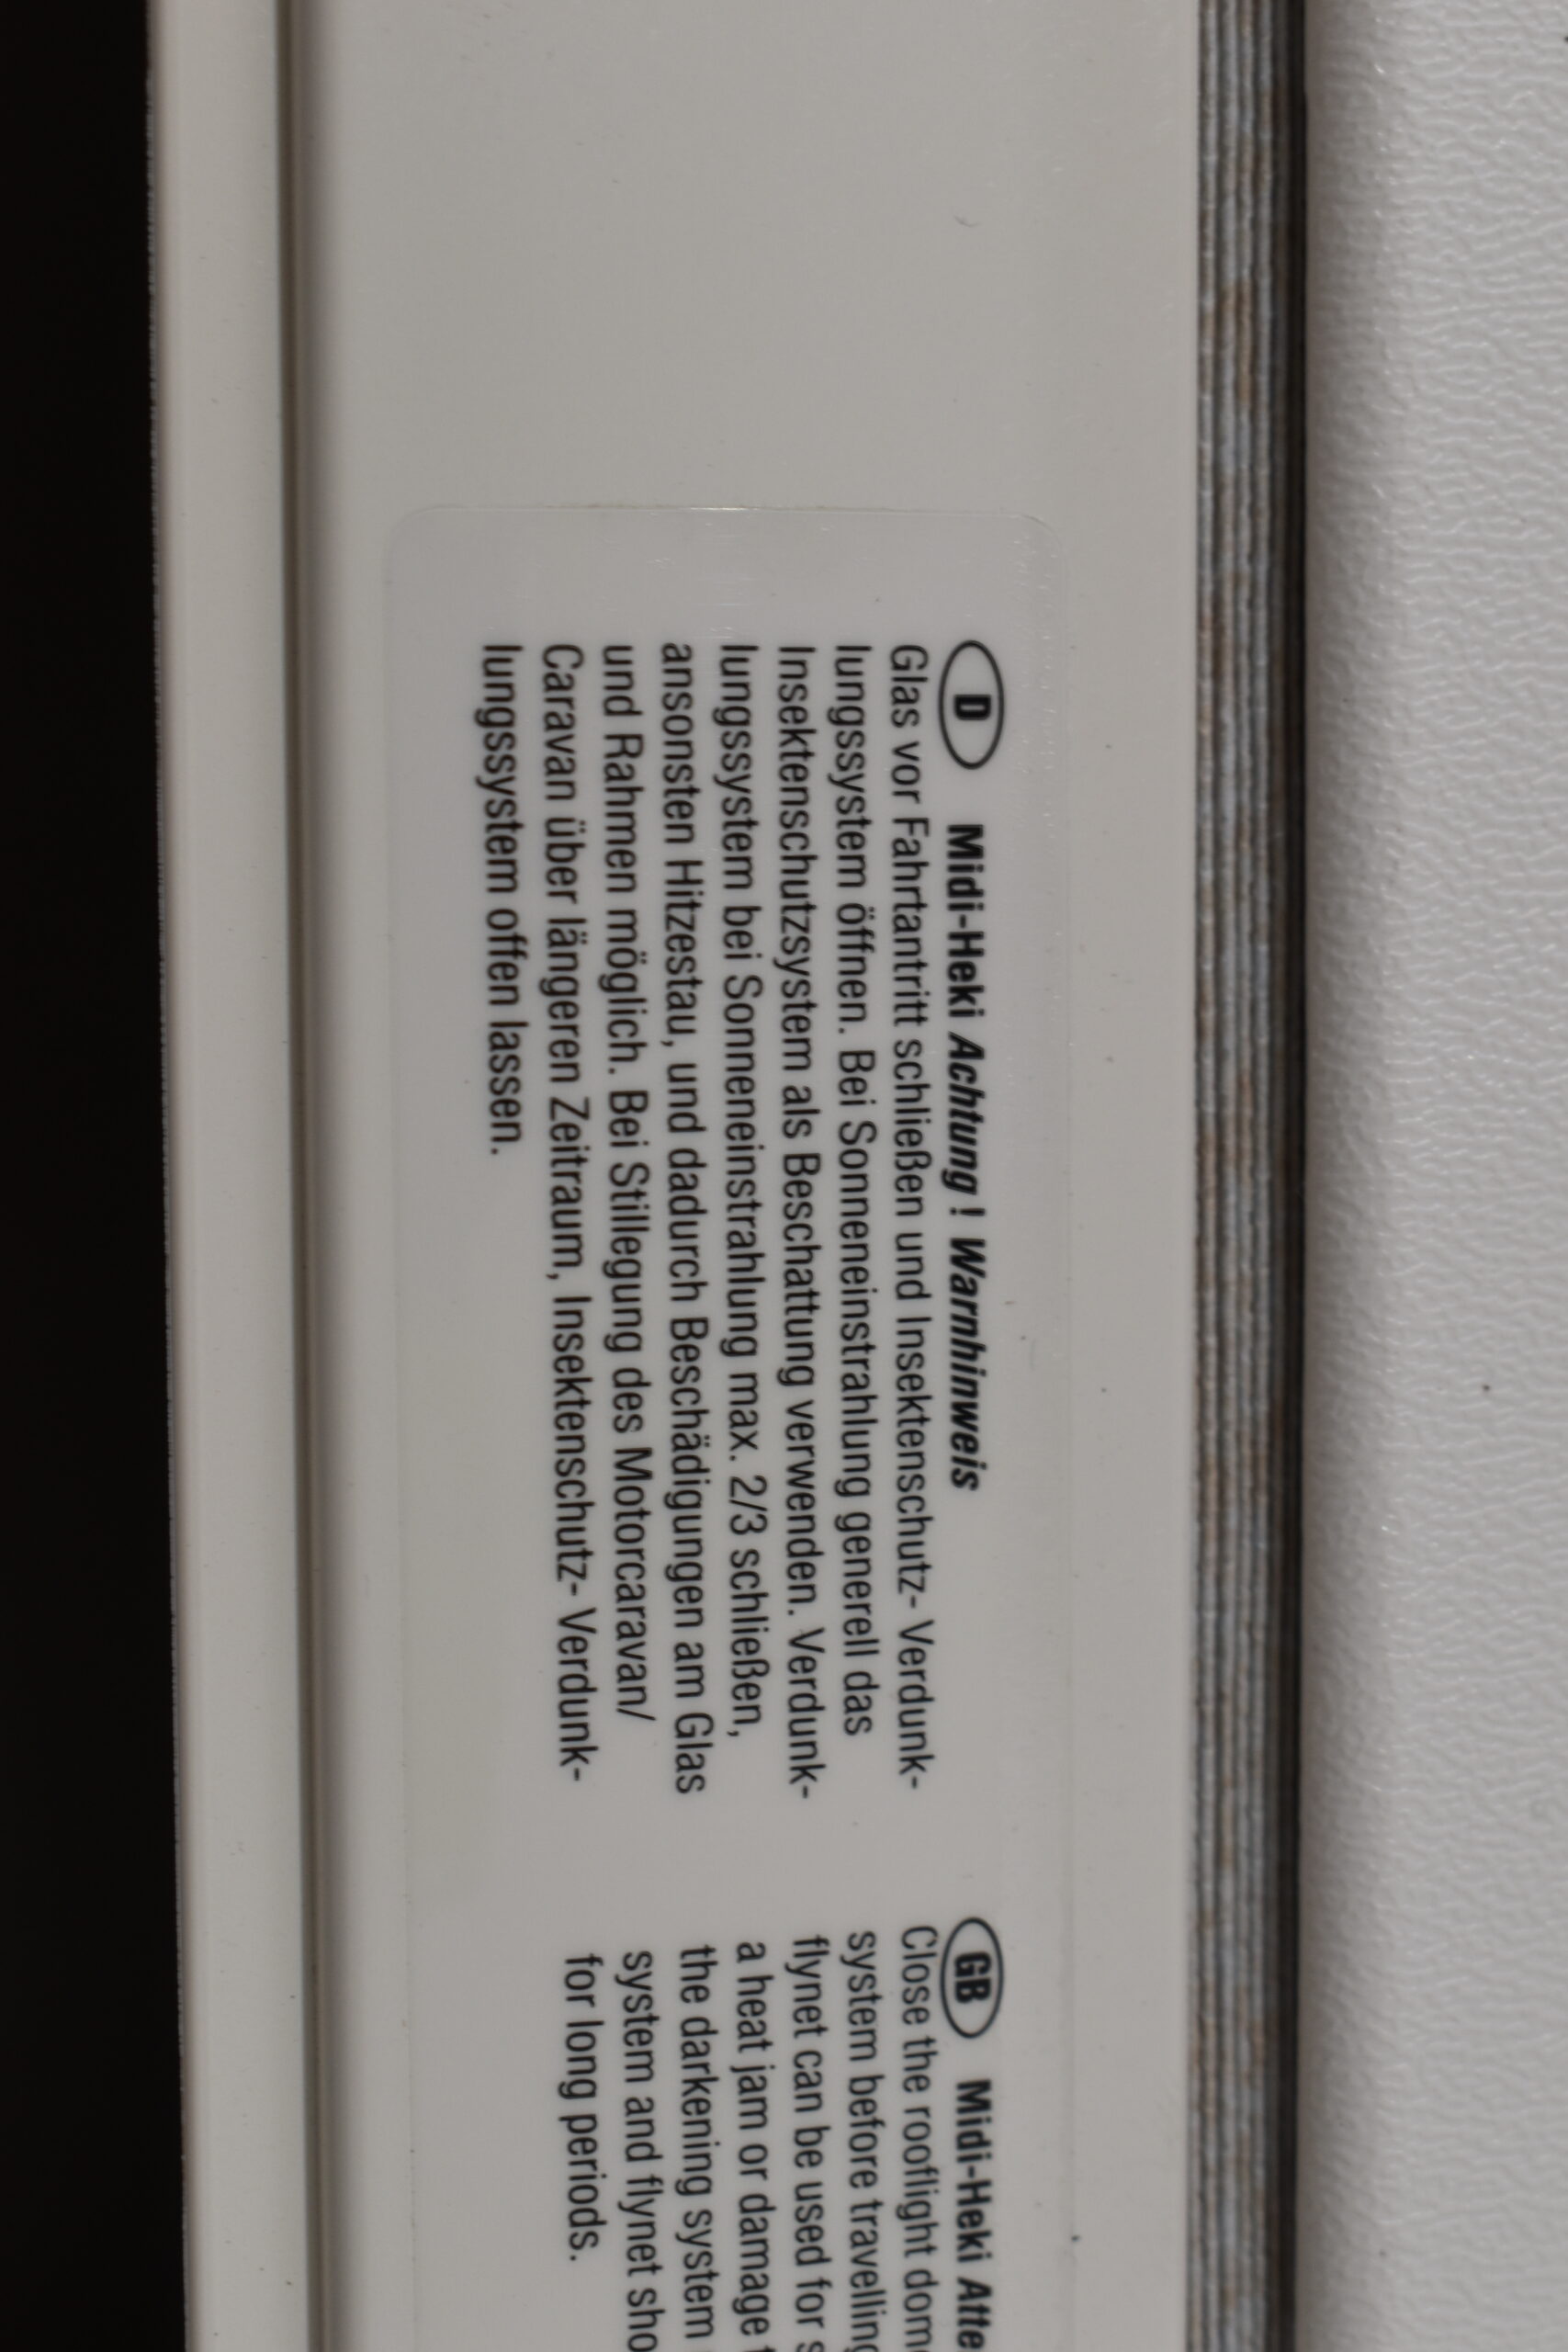 D Midi-Heki Achtung ! Warnhinweis
Glas vor Fahrtantritt schließen und Insektenschutz- Verdunk-
lungssystem öffnen. Bei Sonneneinstrahlung generell das
Insektenschutzsystem als Beschattung verwenden. Verdunk-
lungssystem bei Sonneneinstrahlung max. 2/3 schließen,
ansonsten Hitzestau, und dadurch Beschädigungen am Glas
und Rahmen möglich. Bei Stillegung des Motorcaravan/
Caravan über längeren Zeitraum, Insektenschutz- Verdunk-
lungssystem offen lassen.
GB Midi-Heki Atte
Close the rooflight dome
system before travelling
flynet can be used for s
a heat jam or damage t
the darkening system
system and flynet sho
for long periods.